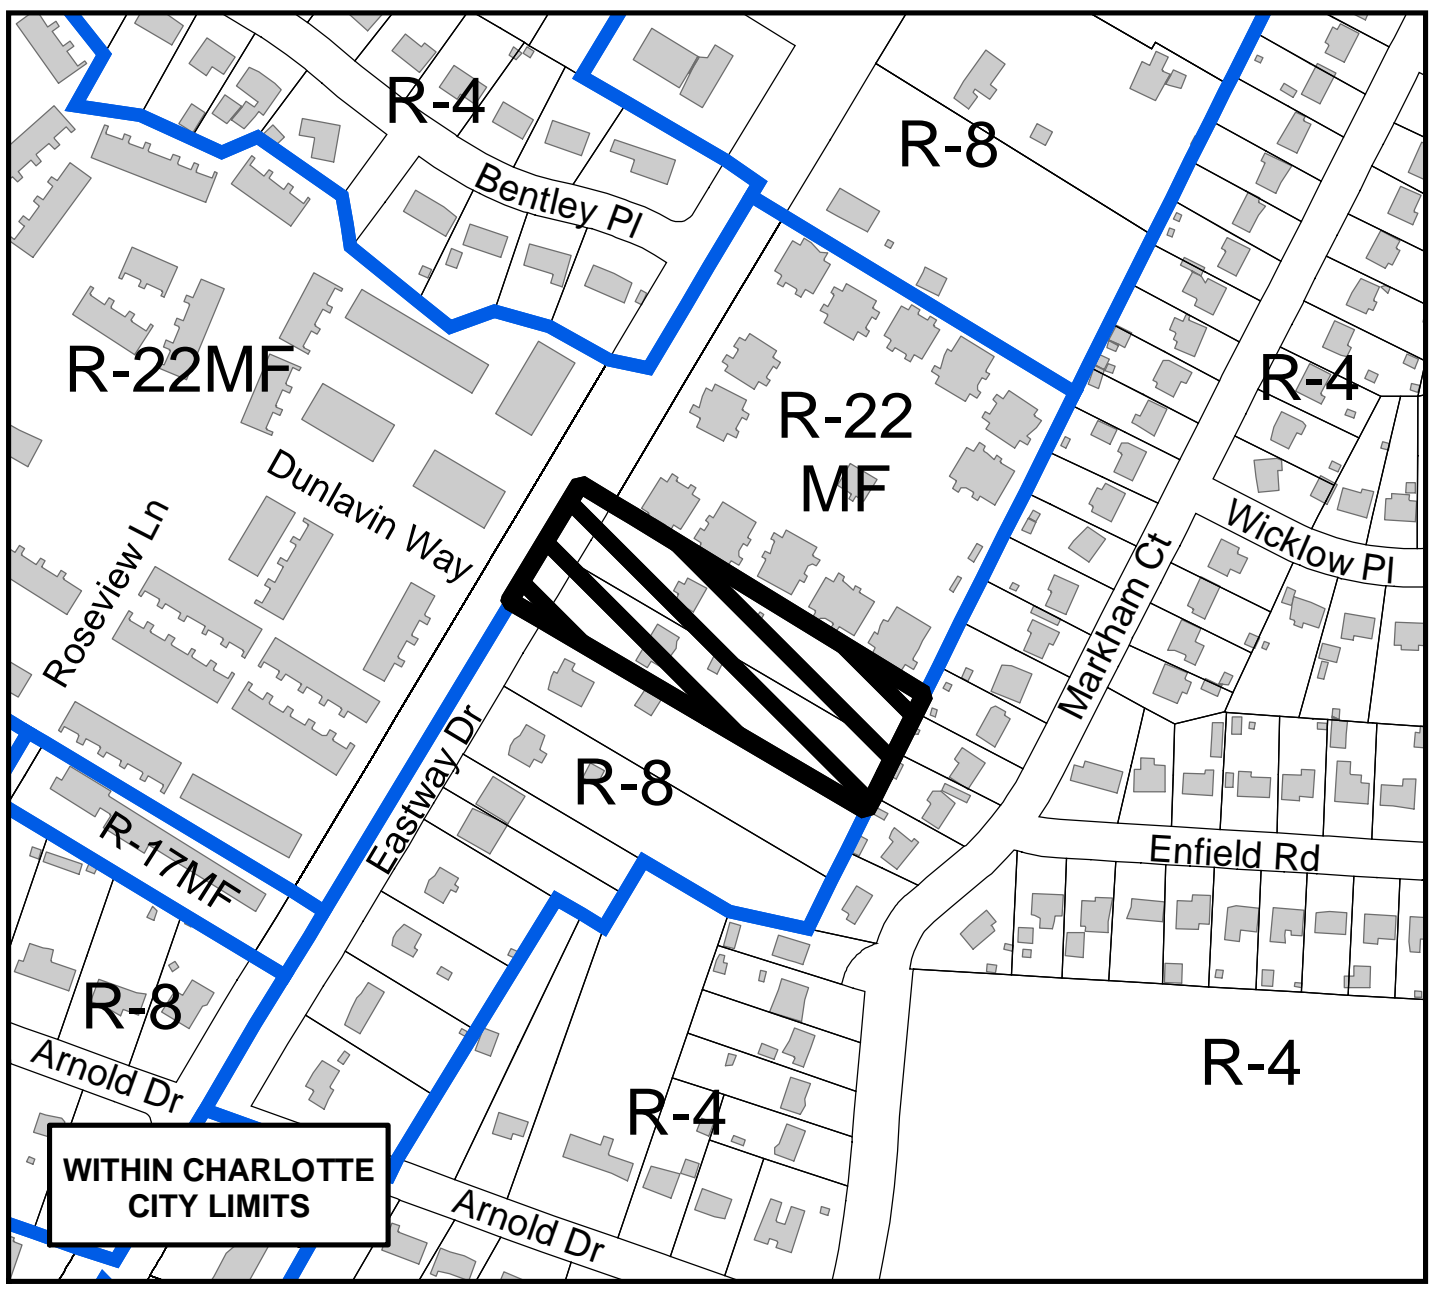 R-4
R-8
Bentley Pl
R-22MF
R-4
R-22
MF
Dunlavin Way
Roseview Ln
Wicklow Pl
Markham Ct
Eastway Dr
R-8
R-17MF
Enfield Rd
R-8
Arnold Dr
R-4
R-4
WITHIN CHARLOTTE
CITY LIMITS
Arnold Dr